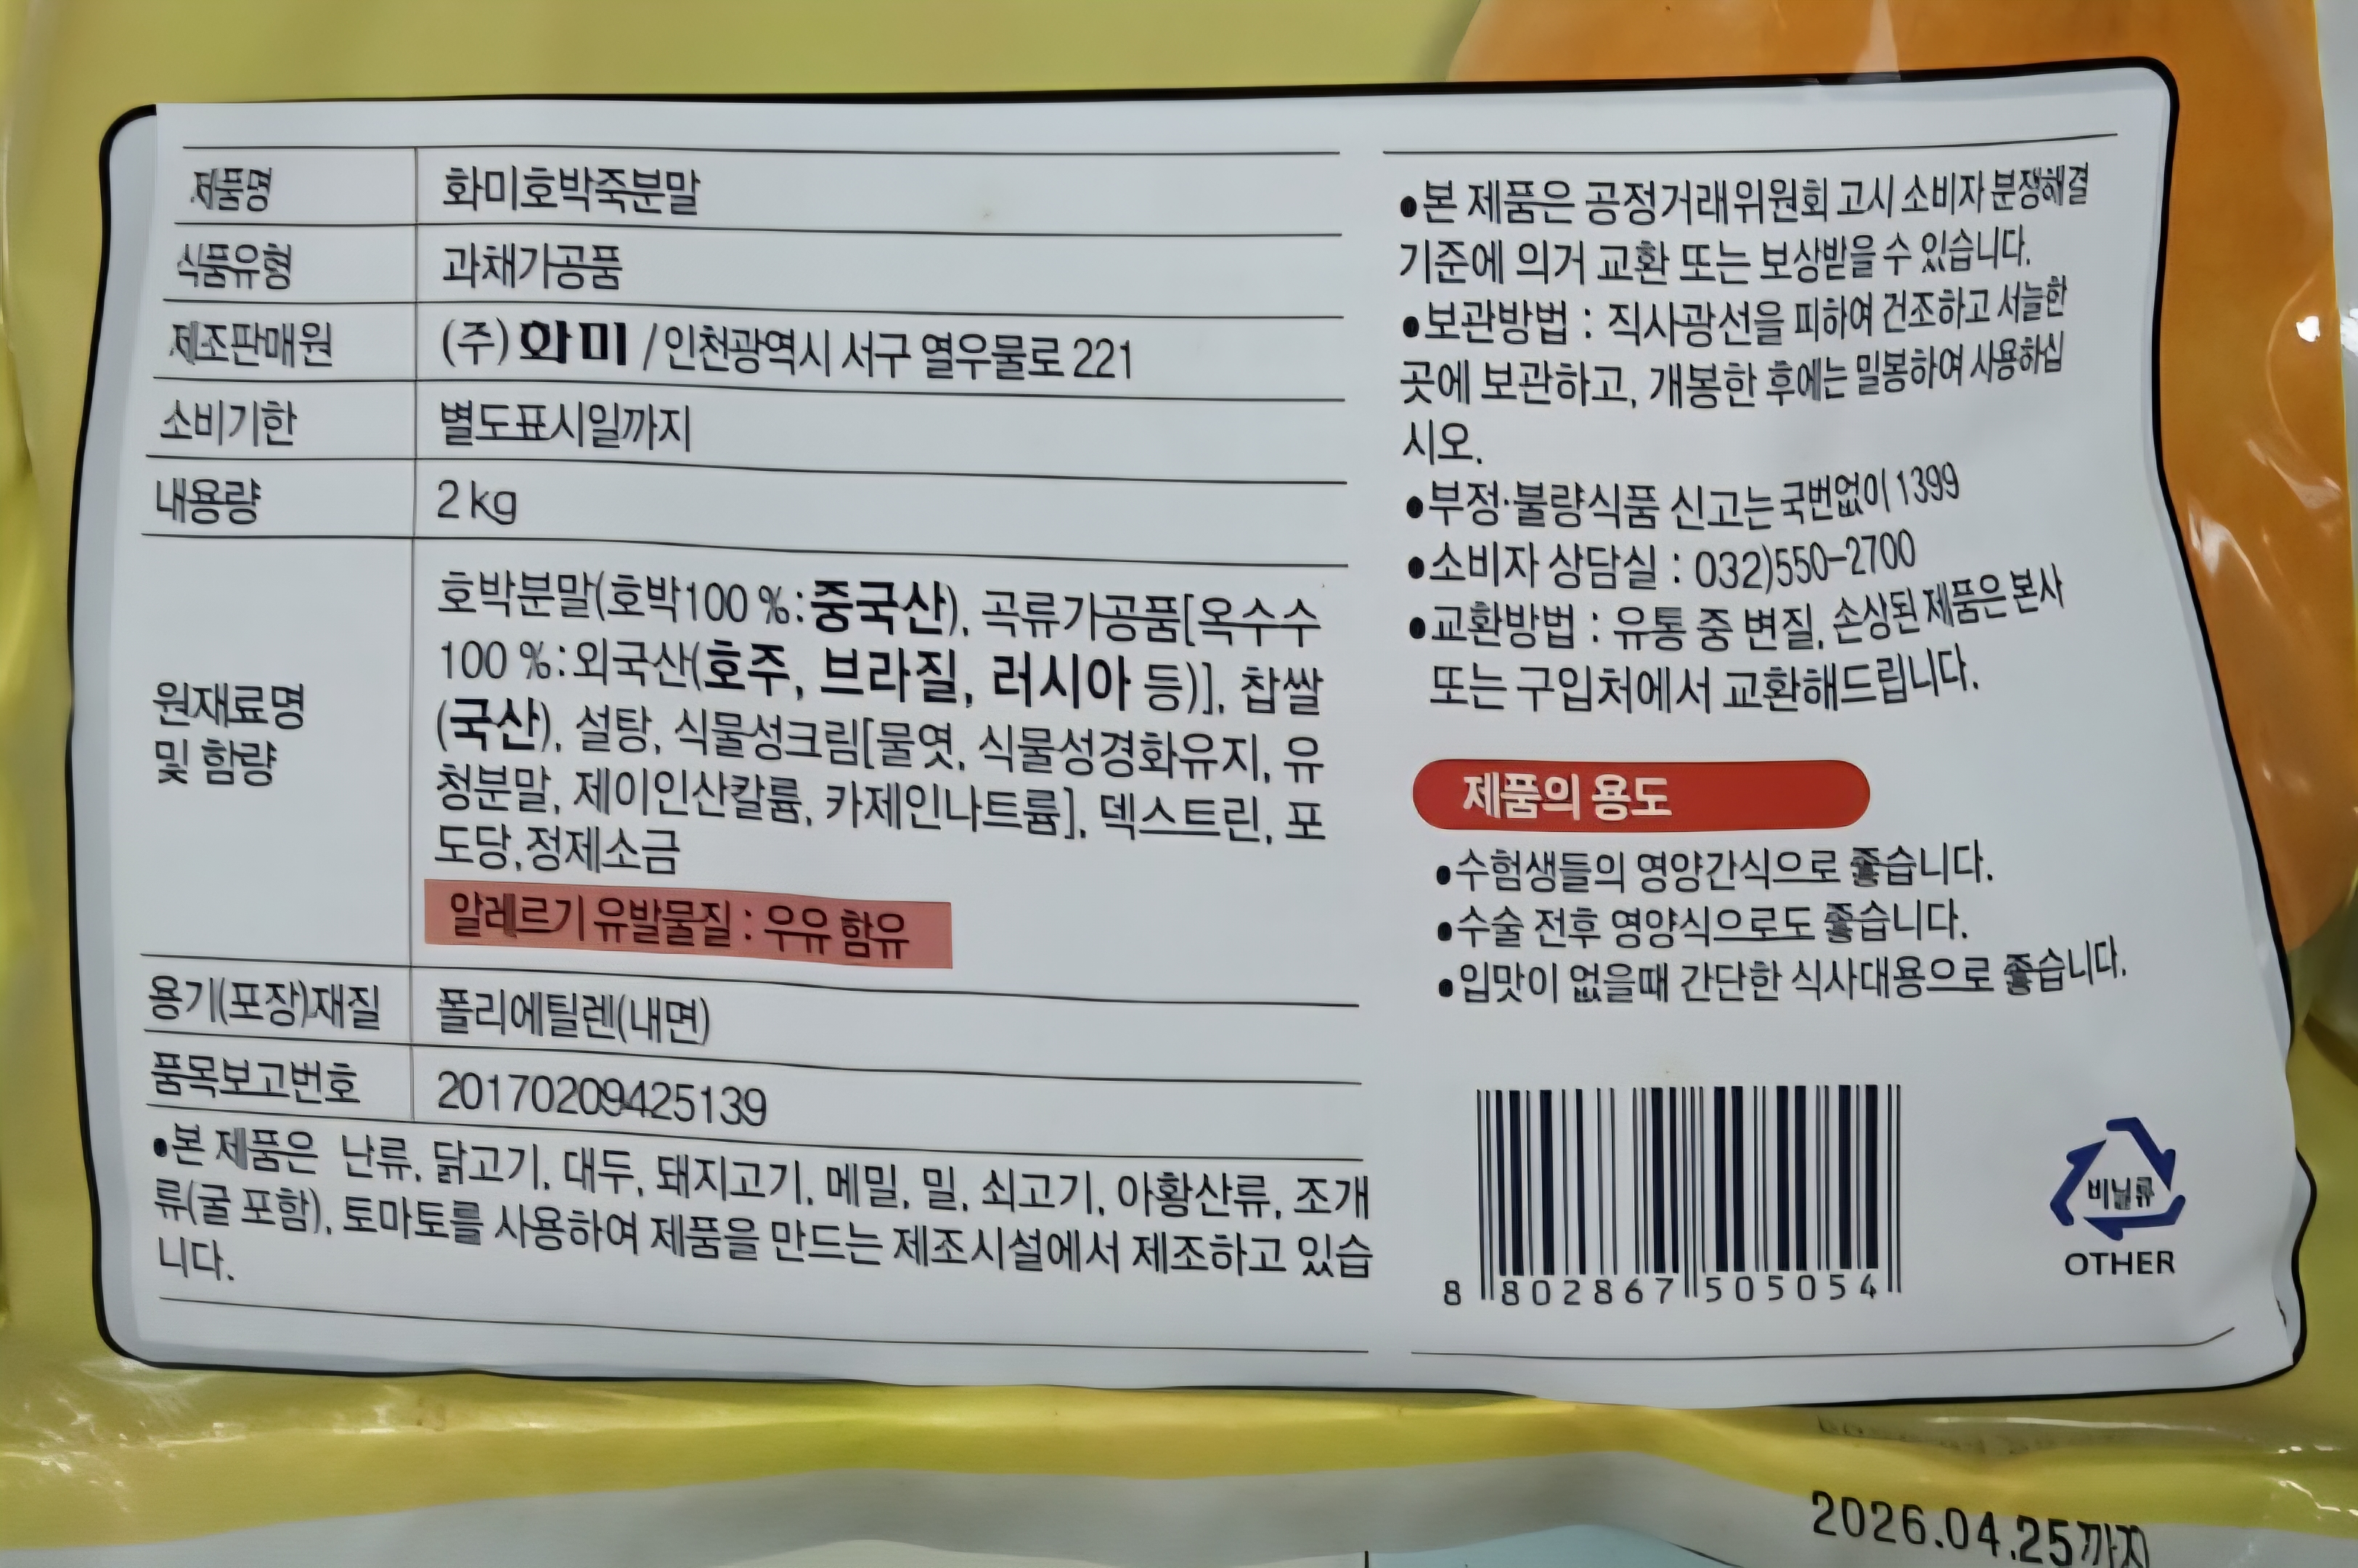 제품명 화미호박죽분말
식품유형 과채가공품
제조판매원 (주)화미 / 인천광역시 서구 열우물로 221
소비기한 별도표시일까지
내용량 2 kg
원재료명
및 함량
호박분말(호박100 %:중국산), 곡류가공품[옥수수
100 %:외국산(호주, 브라질, 러시아 등)], 찹쌀
(국산), 설탕, 식물성크림[물엿, 식물성경화유지, 유
청분말, 제이인산칼륨, 카제인나트륨], 덱스트린, 포
도당,정제소금
알레르기 유발물질 : 우유 함유
용기(포장)재질 폴리에틸렌(내면)
품목보고번호 20170209425139
•본 제품은 난류, 닭고기, 대두, 돼지고기, 메밀, 밀, 쇠고기, 아황산류, 조개
류(굴 포함), 토마토를 사용하여 제품을 만드는 제조시설에서 제조하고 있습
니다.
•본 제품은 공정거래위원회 고시 소비자 분쟁해결
기준에 의거 교환 또는 보상받을 수 있습니다.
•보관방법 : 직사광선을 피하여 건조하고 서늘한
곳에 보관하고, 개봉한 후에는 밀봉하여 사용하십
시오.
•부정·불량식품 신고는 국번없이 1399
•소비자 상담실 : 032)550-2700
•교환방법 : 유통 중 변질, 손상된 제품은 본사
또는 구입처에서 교환해드립니다.
제품의 용도
•수험생들의 영양간식으로 좋습니다.
•수술 전후 영양식으로도 좋습니다.
•입맛이 없을때 간단한 식사대용으로 좋습니다.
8 802867 505054
비닐류
OTHER
2026.04.25까지